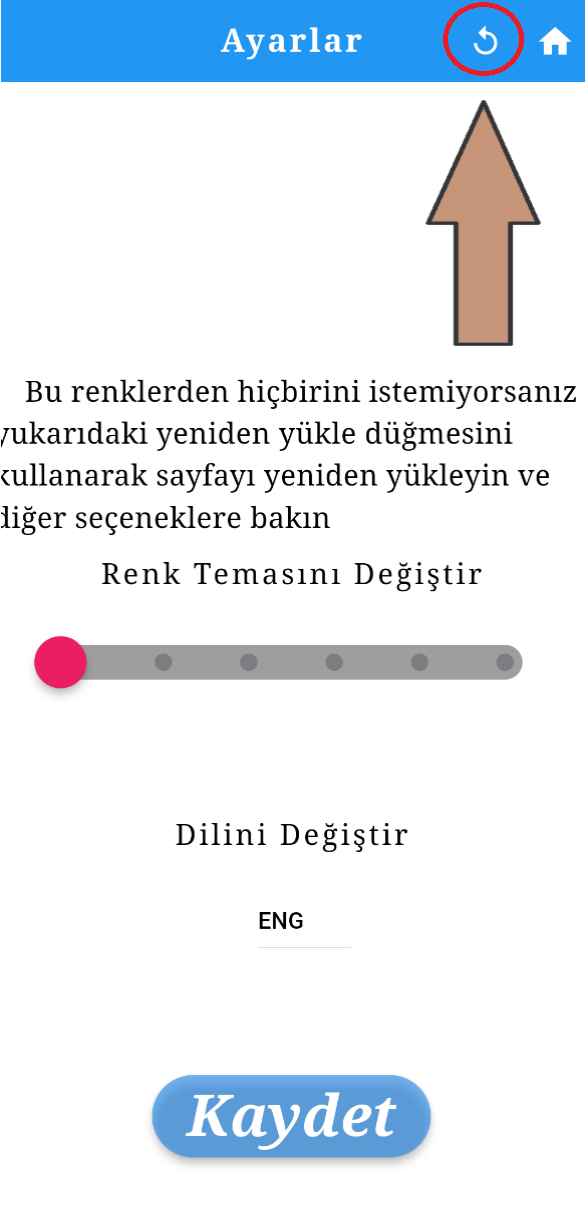 Ayarlar
Bu renklerden hiçbirini istemiyorsanız
yukarıdaki yeniden yükle düğmesini
kullanarak sayfayı yeniden yükleyin ve
diğer seçeneklere bakın
Renk Temasını Değiştir
Dilini Değiştir
ENG
Kaydet